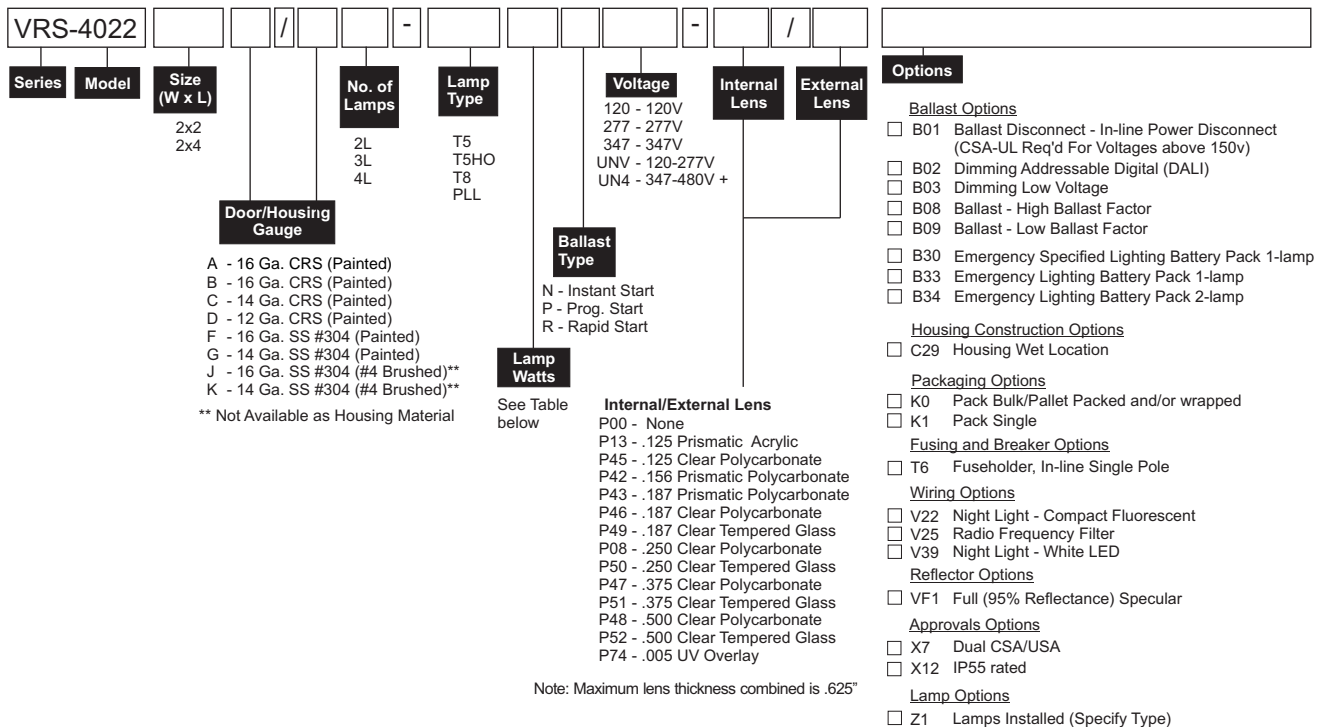 VRS-4022 / - - /
Series
Model
Size
(W x L)
2x2
2x4
Door/Housing
Gauge
A - 16 Ga. CRS (Painted)
B - 16 Ga. CRS (Painted)
C - 14 Ga. CRS (Painted)
D - 12 Ga. CRS (Painted)
F - 16 Ga. SS #304 (Painted)
G - 14 Ga. SS #304 (Painted)
J - 16 Ga. SS #304 (#4 Brushed)**
K - 14 Ga. SS #304 (#4 Brushed)**
** Not Available as Housing Material
No. of
Lamps
2L
3L
4L
Lamp
Type
T5
T5HO
T8
PLL
Lamp
Watts
See Table
below
Ballast
Type
N - Instant Start
P - Prog. Start
R - Rapid Start
Voltage
120 - 120V
277 - 277V
347 - 347V
UNV - 120-277V
UN4 - 347-480V +
Internal
Lens
External
Lens
Internal/External Lens
P00 - None
P13 - .125 Prismatic Acrylic
P45 - .125 Clear Polycarbonate
P42 - .156 Prismatic Polycarbonate
P43 - .187 Prismatic Polycarbonate
P46 - .187 Clear Polycarbonate
P49 - .187 Clear Tempered Glass
P08 - .250 Clear Polycarbonate
P50 - .250 Clear Tempered Glass
P47 - .375 Clear Polycarbonate
P51 - .375 Clear Tempered Glass
P48 - .500 Clear Polycarbonate
P52 - .500 Clear Tempered Glass
P74 - .005 UV Overlay
Note: Maximum lens thickness combined is .625”
Options
Ballast Options
B01 Ballast Disconnect - In-line Power Disconnect
(CSA-UL Req'd For Voltages above 150v)
B02 Dimming Addressable Digital (DALI)
B03 Dimming Low Voltage
B08 Ballast - High Ballast Factor
B09 Ballast - Low Ballast Factor
B30 Emergency Specified Lighting Battery Pack 1-lamp
B33 Emergency Lighting Battery Pack 1-lamp
B34 Emergency Lighting Battery Pack 2-lamp
Housing Construction Options
C29 Housing Wet Location
Packaging Options
K0 Pack Bulk/Pallet Packed and/or wrapped
K1 Pack Single
Fusing and Breaker Options
T6 Fuseholder, In-line Single Pole
Wiring Options
V22 Night Light - Compact Fluorescent
V25 Radio Frequency Filter
V39 Night Light - White LED
Reflector Options
VF1 Full (95% Reflectance) Specular
Approvals Options
X7 Dual CSA/USA
X12 IP55 rated
Lamp Options
Z1 Lamps Installed (Specify Type)